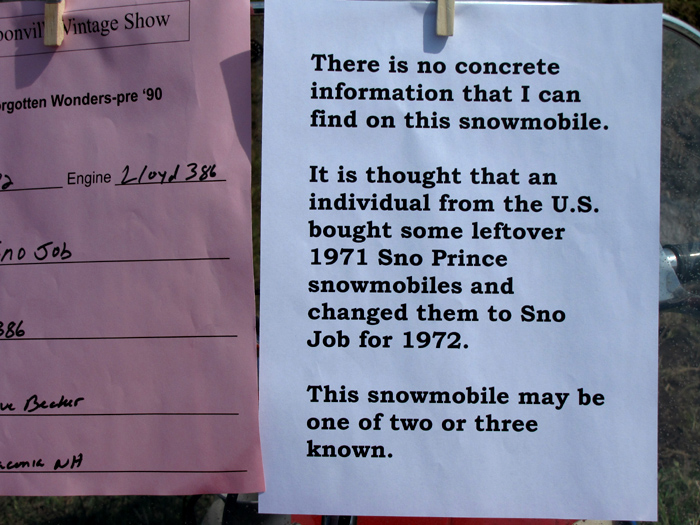 Vintage Show
Wonders-pre '90
Engine Lloyd 386
Job
386
Becker
NH
There is no concrete
information that I can
find on this snowmobile.
It is thought that an
individual from the U.S.
bought some leftover
1971 Sno Prince
snowmobiles and
changed them to Sno
Job for 1972.
This snowmobile may be
one of two or three
known.